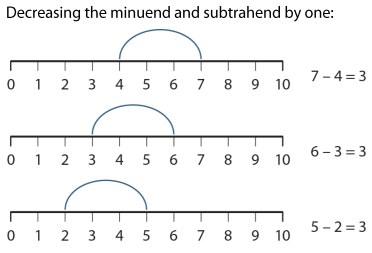 Decreasing the minuend and subtrahend by one:
0 1 2 3 4 5 6 7 8 9 10
7 – 4 = 3
0 1 2 3 4 5 6 7 8 9 10
6 – 3 = 3
0 1 2 3 4 5 6 7 8 9 10
5 – 2 = 3